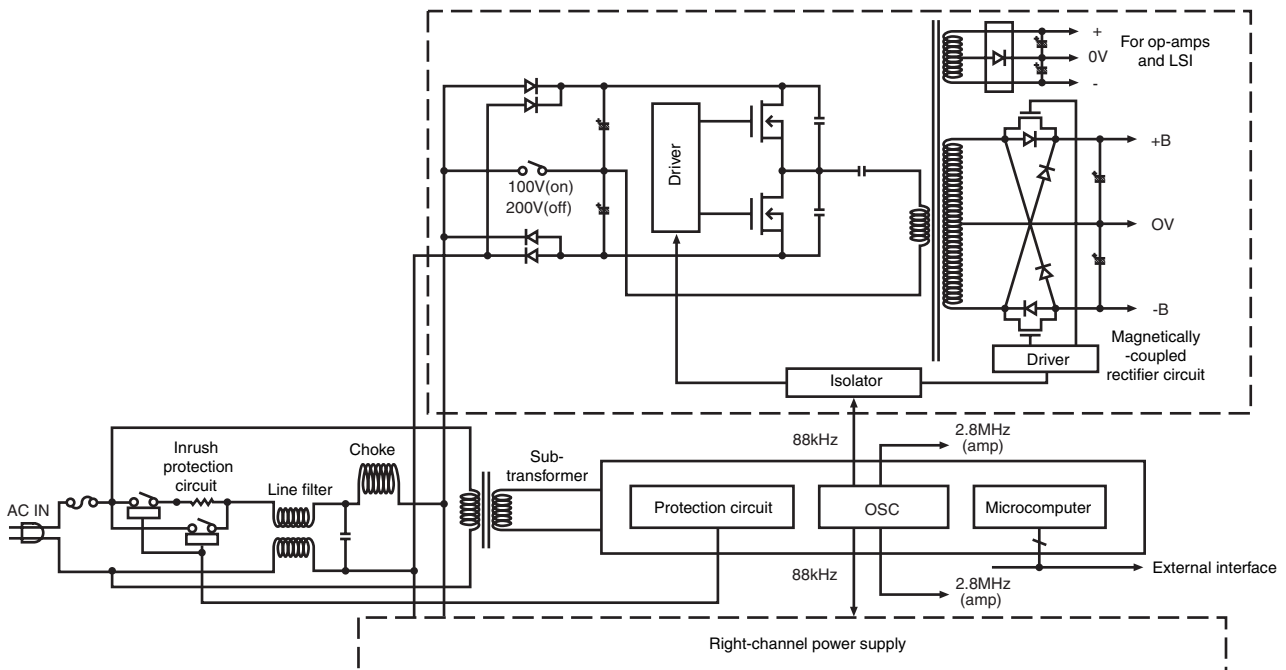 +
0V
-
For op-amps
and LSI
Driver
100V(on)
200V(off)
+B
OV
-B
Magnetically
-coupled
rectifier circuit
Driver
Isolator
88kHz
2.8MHz
(amp)
Inrush
protection
circuit
Choke
Sub-
transformer
Line filter
AC IN
Protection circuit
OSC
Microcomputer
88kHz
2.8MHz
(amp)
External interface
Right-channel power supply